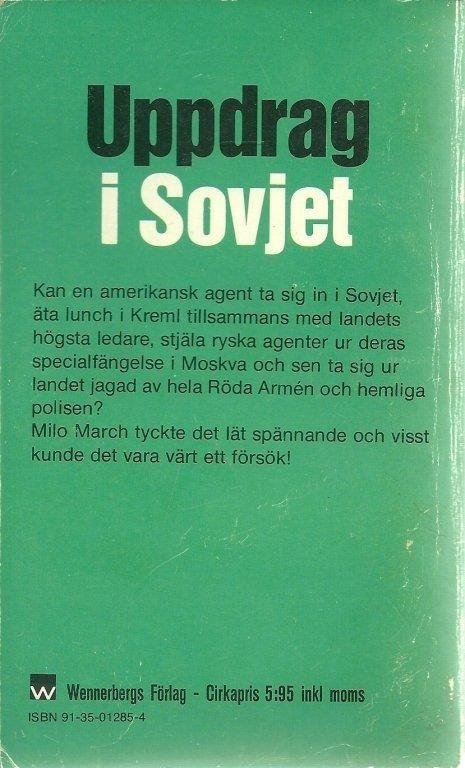 Uppdrag
i Sovjet
Kan en amerikansk agent ta sig in i Sovjet,
äta lunch i Kreml tillsammans med landets
högsta ledare, stjäla ryska agenter ur deras
specialfängelse i Moskva och sen ta sig ur
landet jagad av hela Röda Armén och hemliga
polisen?
Milo March tyckte det lät spännande och visst
kunde det vara värt ett försök!
W Wennerbergs Förlag - Cirkapris 5:95 inkl moms
ISBN 91-35-01285-4